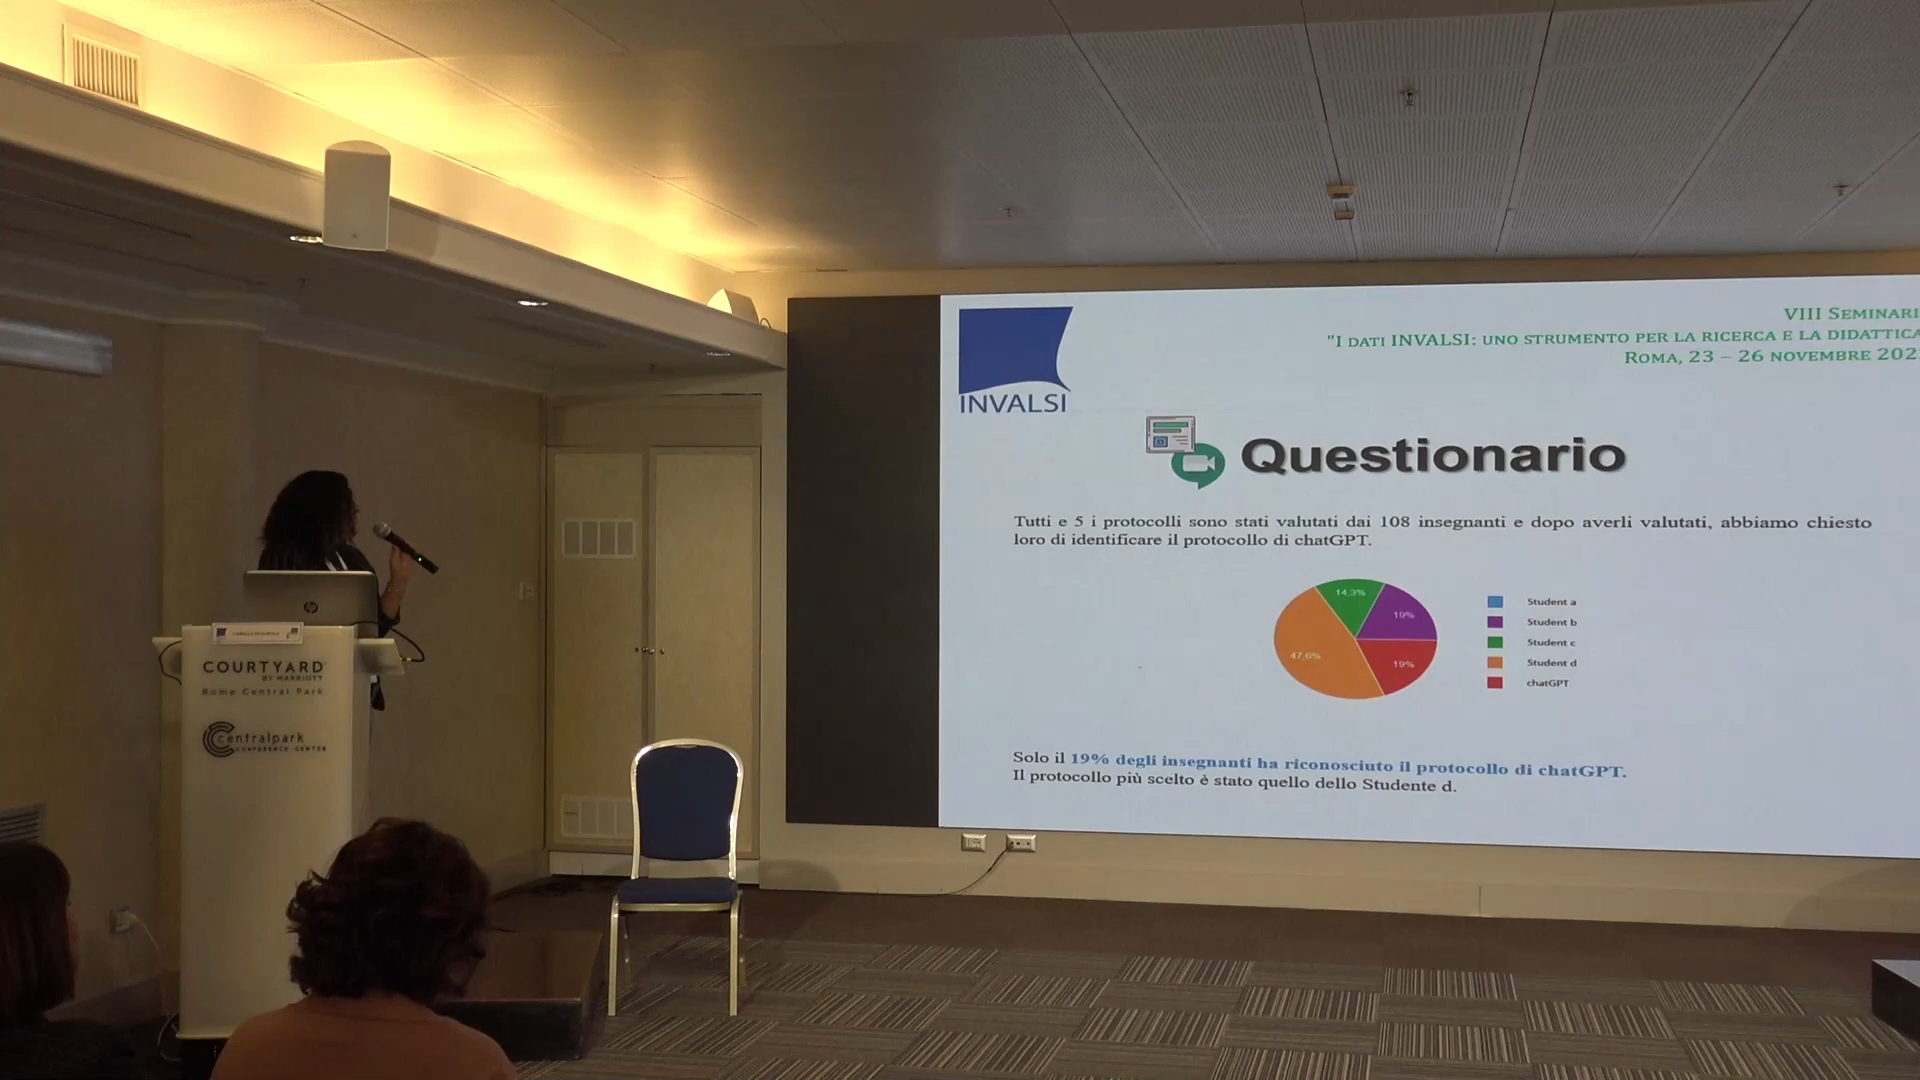 VIII SEMINARI
"I DATI INVALSI: UNO STRUMENTO PER LA RICERCA E LA DIDATTICA
ROMA, 23 – 26 NOVEMBRE 202
INVALSI
Questionario
Tutti e 5 i protocolli sono stati valutati dai 108 insegnanti e dopo averli valutati, abbiamo chiesto
loro di identificare il protocollo di chatGPT.
14,3%
19%
47,6%
19%
Student a
Student b
Student c
Student d
chatGPT
Solo il 19% degli insegnanti ha riconosciuto il protocollo di chatGPT.
Il protocollo più scelto è stato quello dello Studente d.
hp
COURTYARD
BY MARRIOTT
Rome Central Park
Centralpark
CONFERENCE CENTER